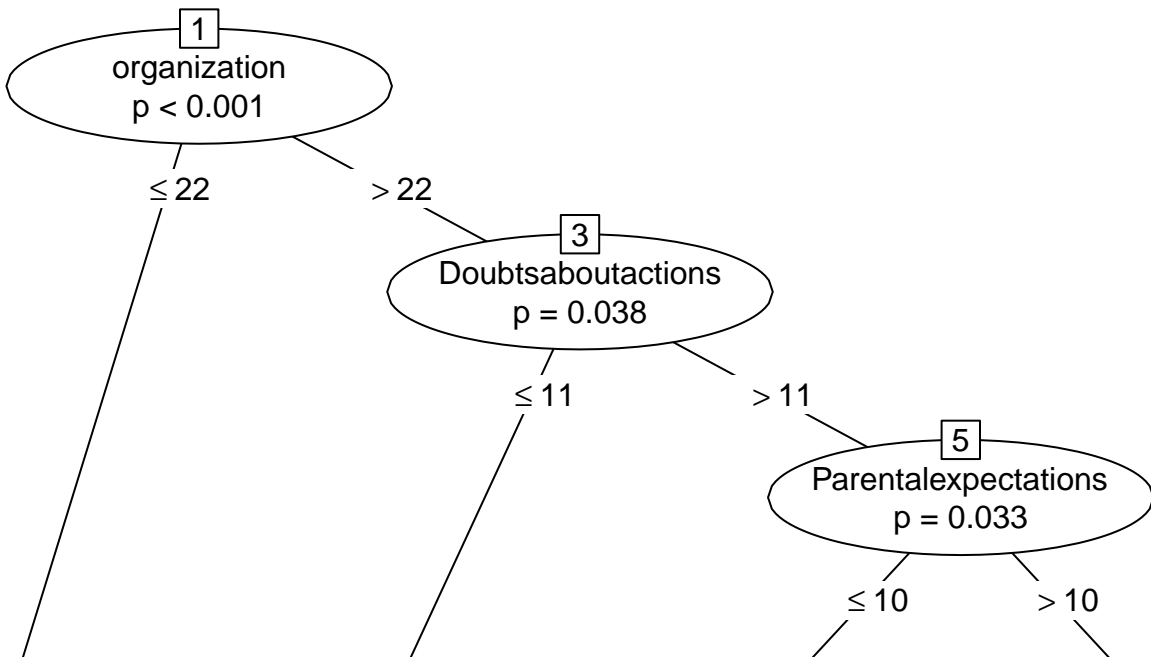 1
organization
p < 0.001
≤ 22
> 22
3
Doubtsaboutactions
p = 0.038
≤ 11
> 11
5
Parentalexpectations
p = 0.033
≤ 10
> 10